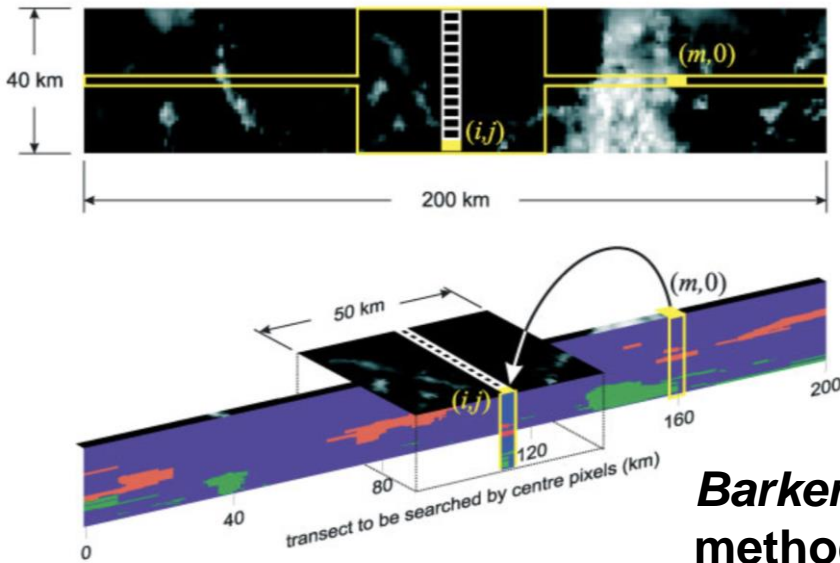 40 km
(m,0)
(i,j)
200 km
50 km
(m,0)
(i,j)
200
160
120
80
40
0
transect to be searched by centre pixels (km)
Barker